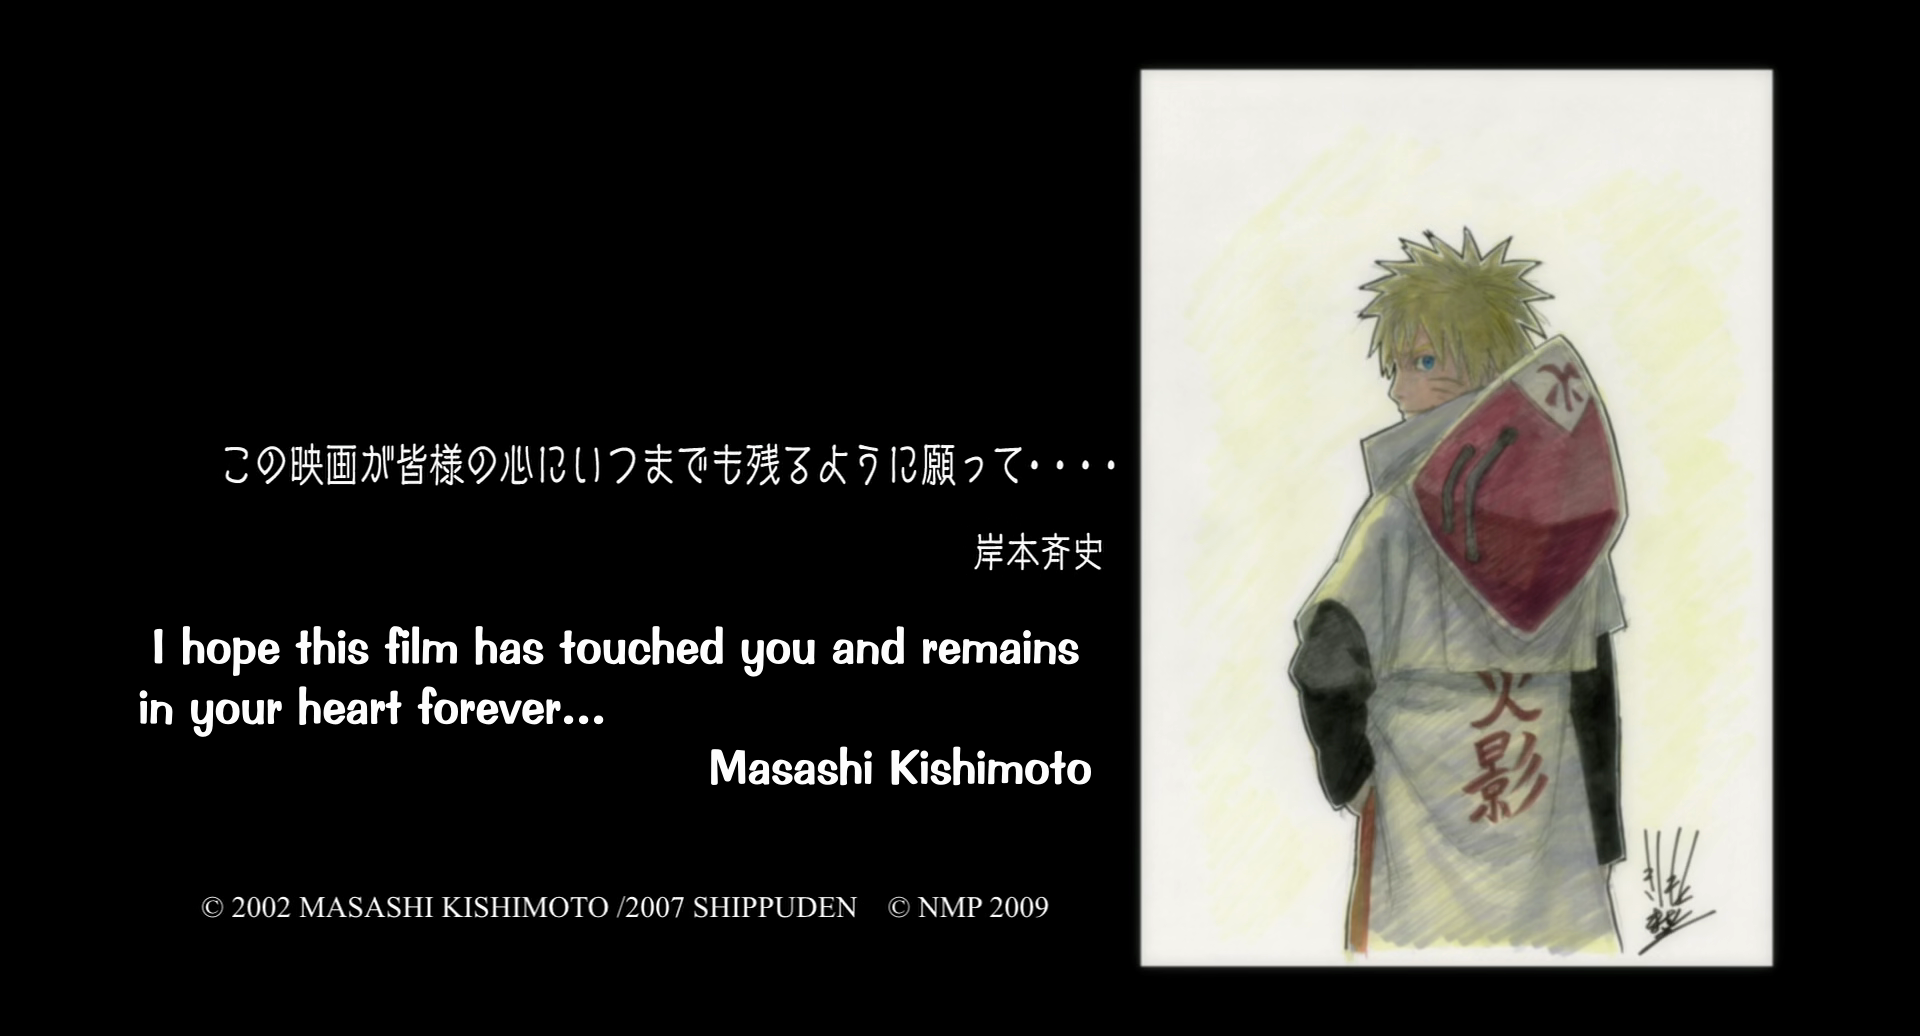 この映画が皆様の心にいつまでも残るように願って････
岸本斉史
I hope this film has touched you and remains
in your heart forever...
Masashi Kishimoto
© 2002 MASASHI KISHIMOTO /2007 SHIPPUDEN © NMP 2009
火
影